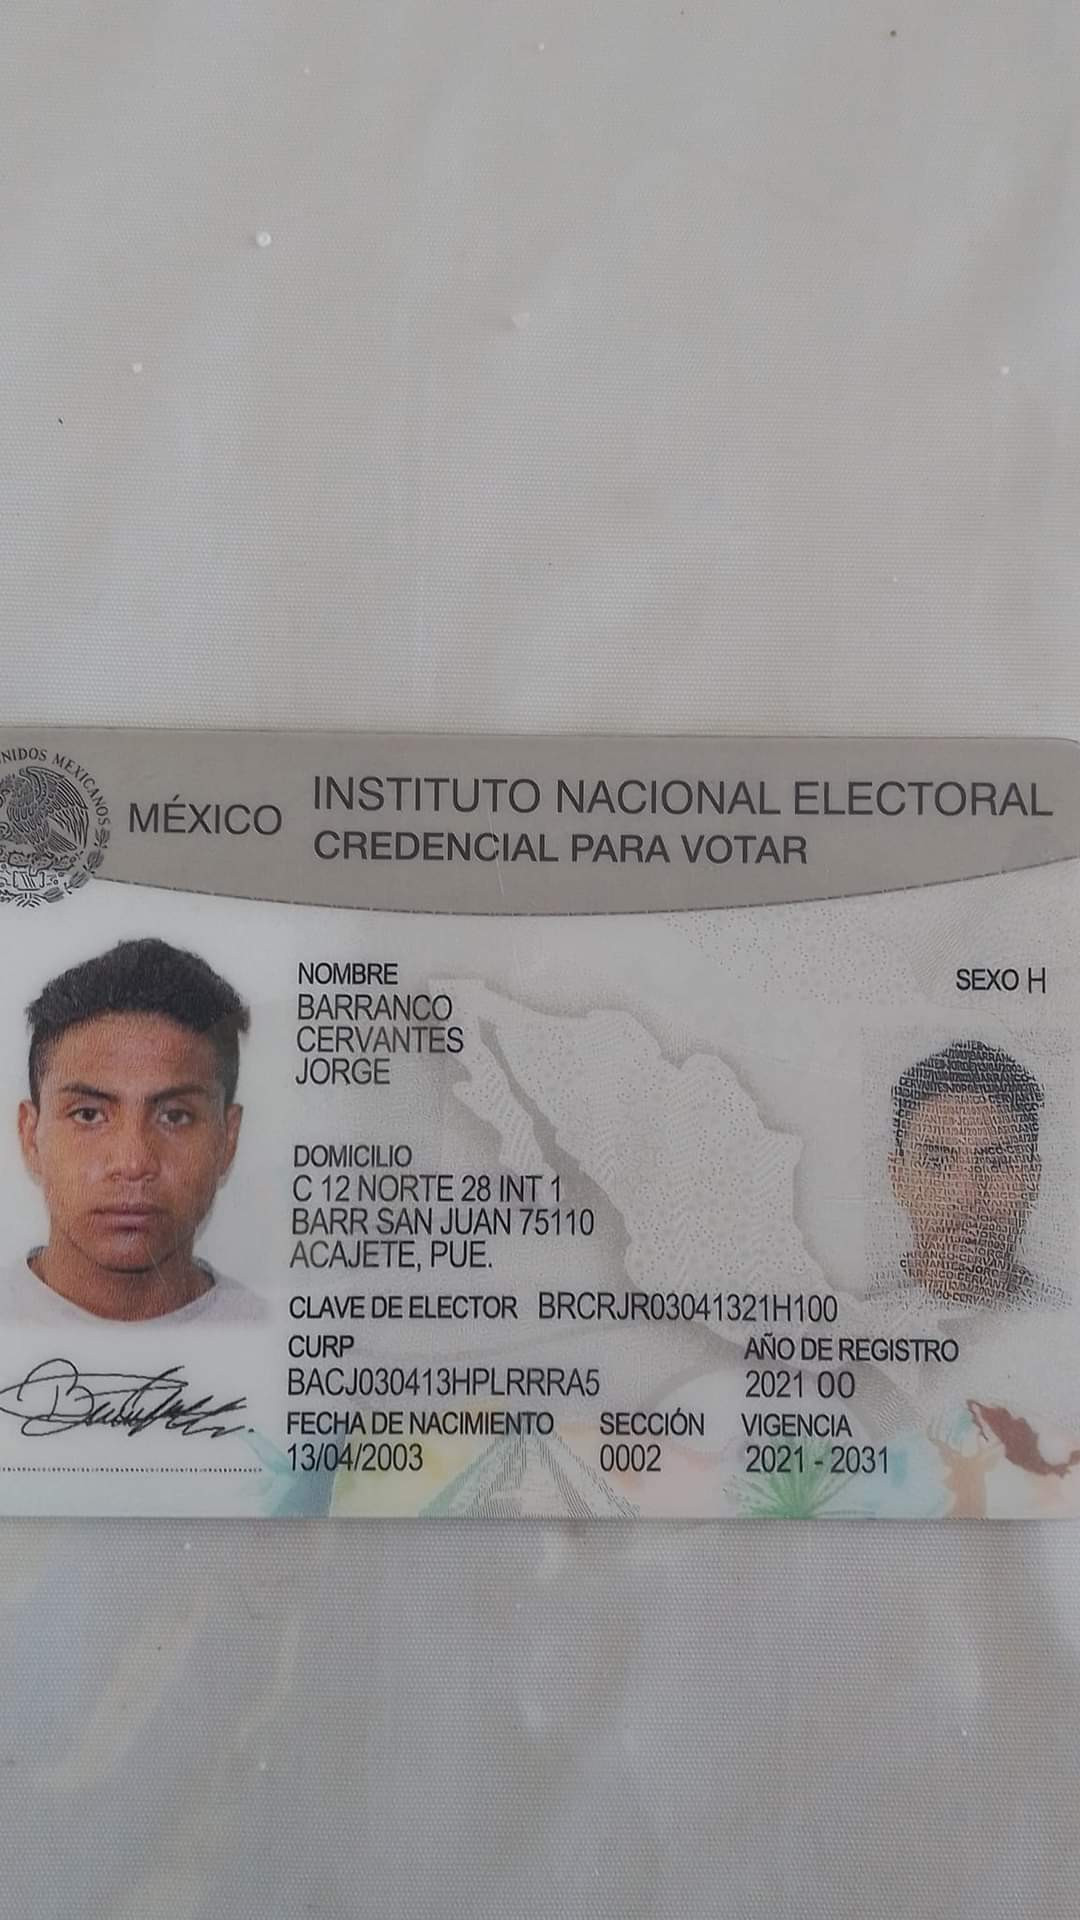 NIDOS MEXICANOS
MÉXICO
INSTITUTO NACIONAL ELECTORAL
CREDENCIAL PARA VOTAR
NOMBRE
BARRANCO
CERVANTES
JORGE
SEXO H
DOMICILIO
C 12 NORTE 28 INT 1
BARR SAN JUAN 75110
ACAJETE, PUE.
CLAVE DE ELECTOR BRCRJR03041321H100
CURP
BACJ030413HPLRRRA5
AÑO DE REGISTRO
2021 00
FECHA DE NACIMIENTO
13/04/2003
SECCIÓN
0002
VIGENCIA
2021 - 2031